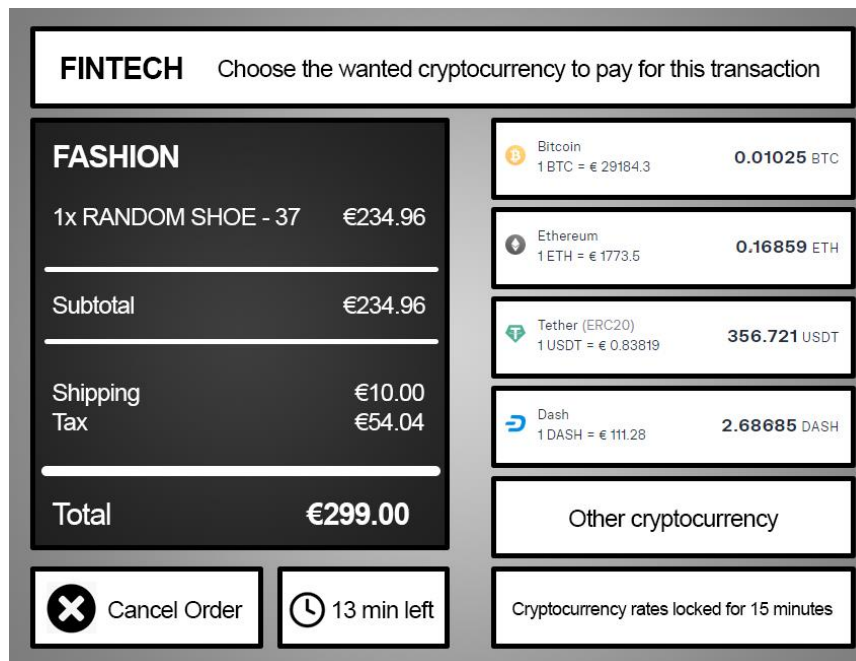 FINTECH Choose the wanted cryptocurrency to pay for this transaction
FASHION
1x RANDOM SHOE - 37 €234.96
Subtotal €234.96
Shipping €10.00
Tax €54.04
Total €299.00
Cancel Order
13 min left
Bitcoin
1 BTC = € 29184.3
0.01025 BTC
Ethereum
1 ETH = € 1773.5
0.16859 ETH
Tether (ERC20)
1 USDT = € 0.83819
356.721 USDT
Dash
1 DASH = € 111.28
2.68685 DASH
Other cryptocurrency
Cryptocurrency rates locked for 15 minutes